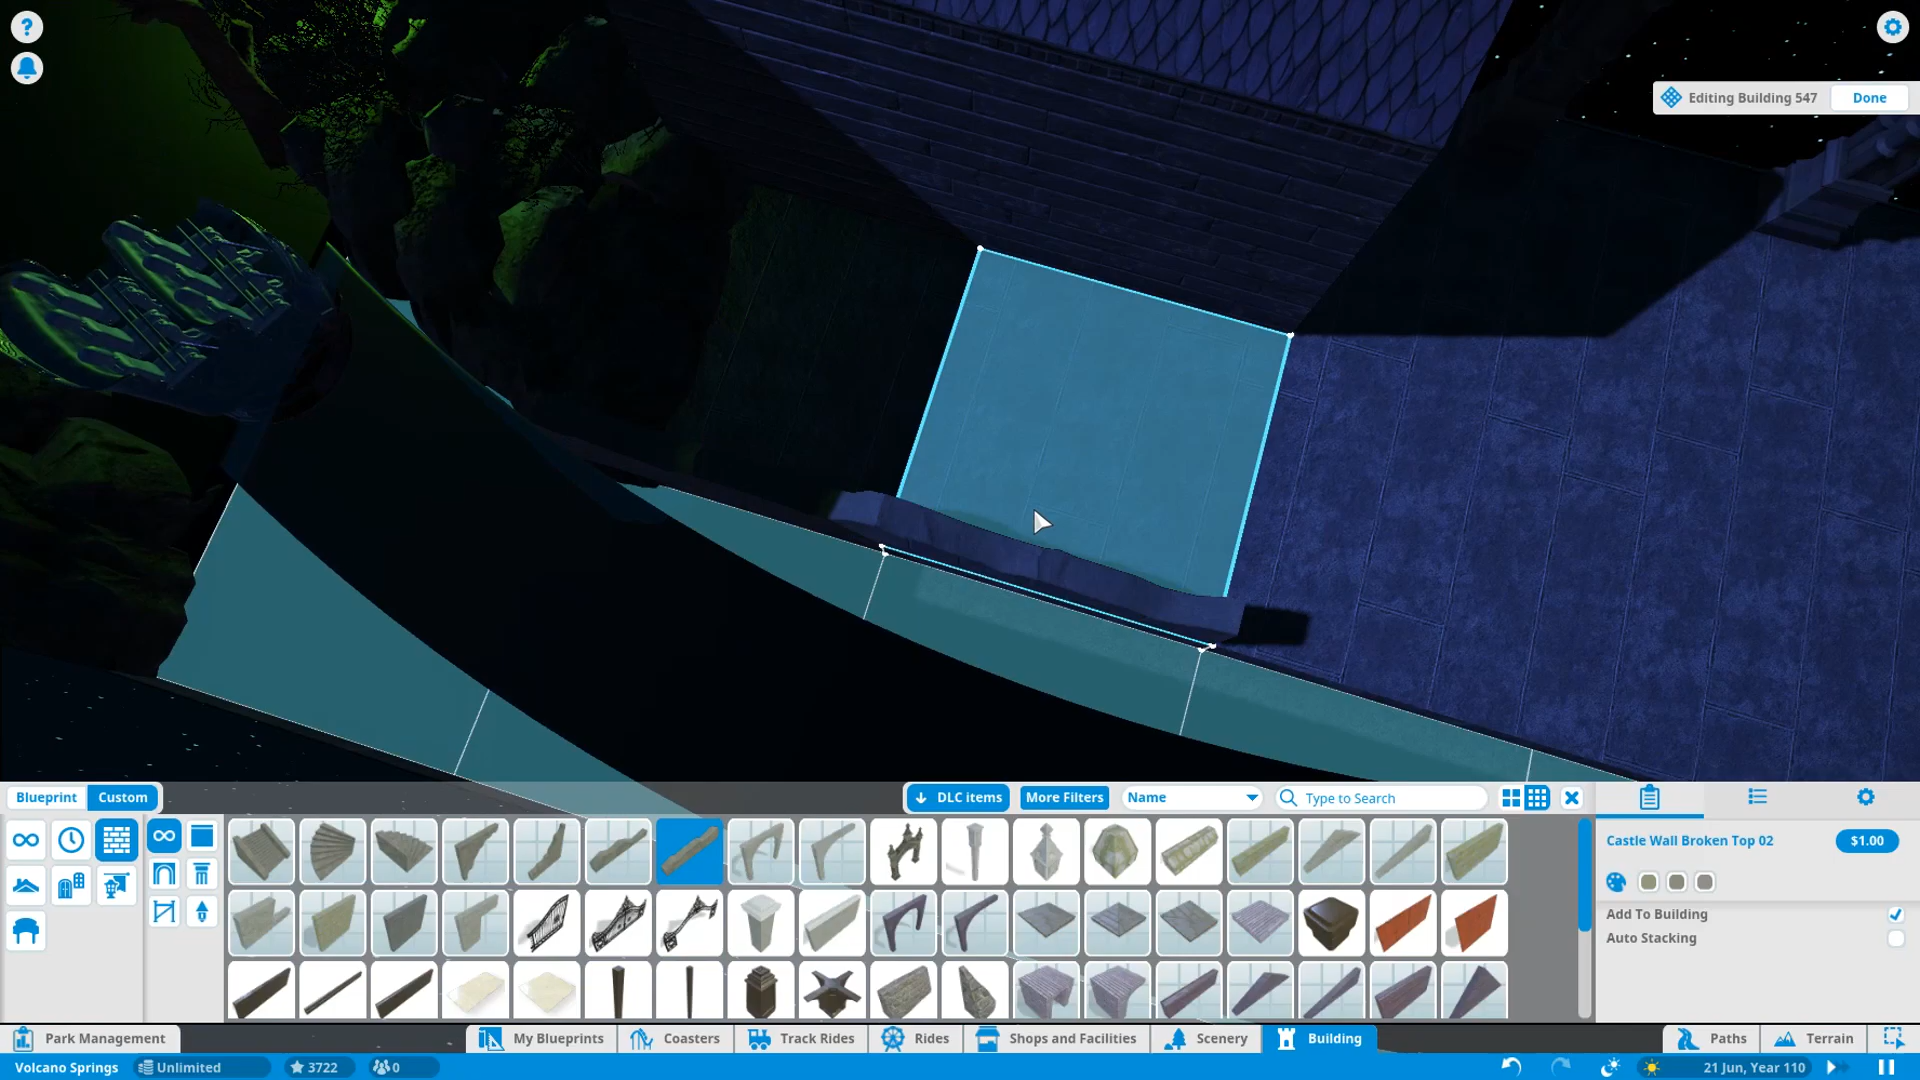 ?
Editing Building 547
Done
Blueprint
Custom
DLC items
More Filters
Name
Type to Search
Castle Wall Broken Top 02
$1.00
Add To Building
Auto Stacking
Park Management
My Blueprints
Coasters
Track Rides
Rides
Shops and Facilities
Scenery
Building
Paths
Terrain
Volcano Springs
Unlimited
3722
0
21 Jun, Year 110